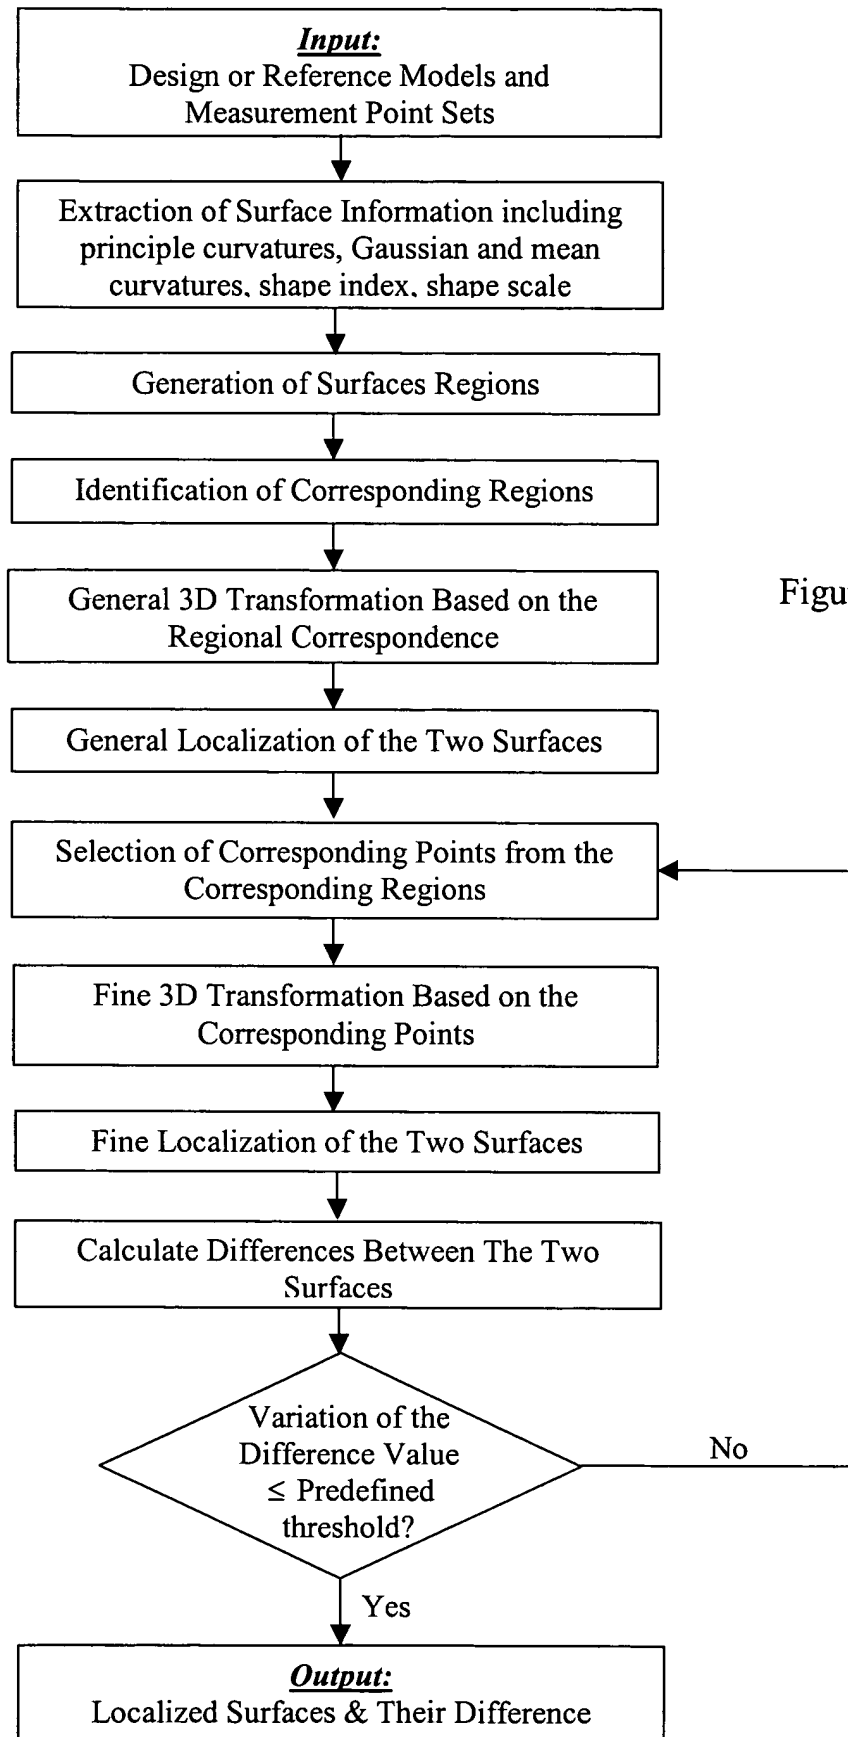 Input:
Design or Reference Models and
Measurement Point Sets
Extraction of Surface Information including
principle curvatures, Gaussian and mean
curvatures, shape index, shape scale
Generation of Surfaces Regions
Identification of Corresponding Regions
General 3D Transformation Based on the
Regional Correspondence
Figu
General Localization of the Two Surfaces
Selection of Corresponding Points from the
Corresponding Regions
Fine 3D Transformation Based on the
Corresponding Points
Fine Localization of the Two Surfaces
Calculate Differences Between The Two
Surfaces
Variation of the
Difference Value
≤ Predefined
threshold?
No
Yes
Output:
Localized Surfaces & Their Difference